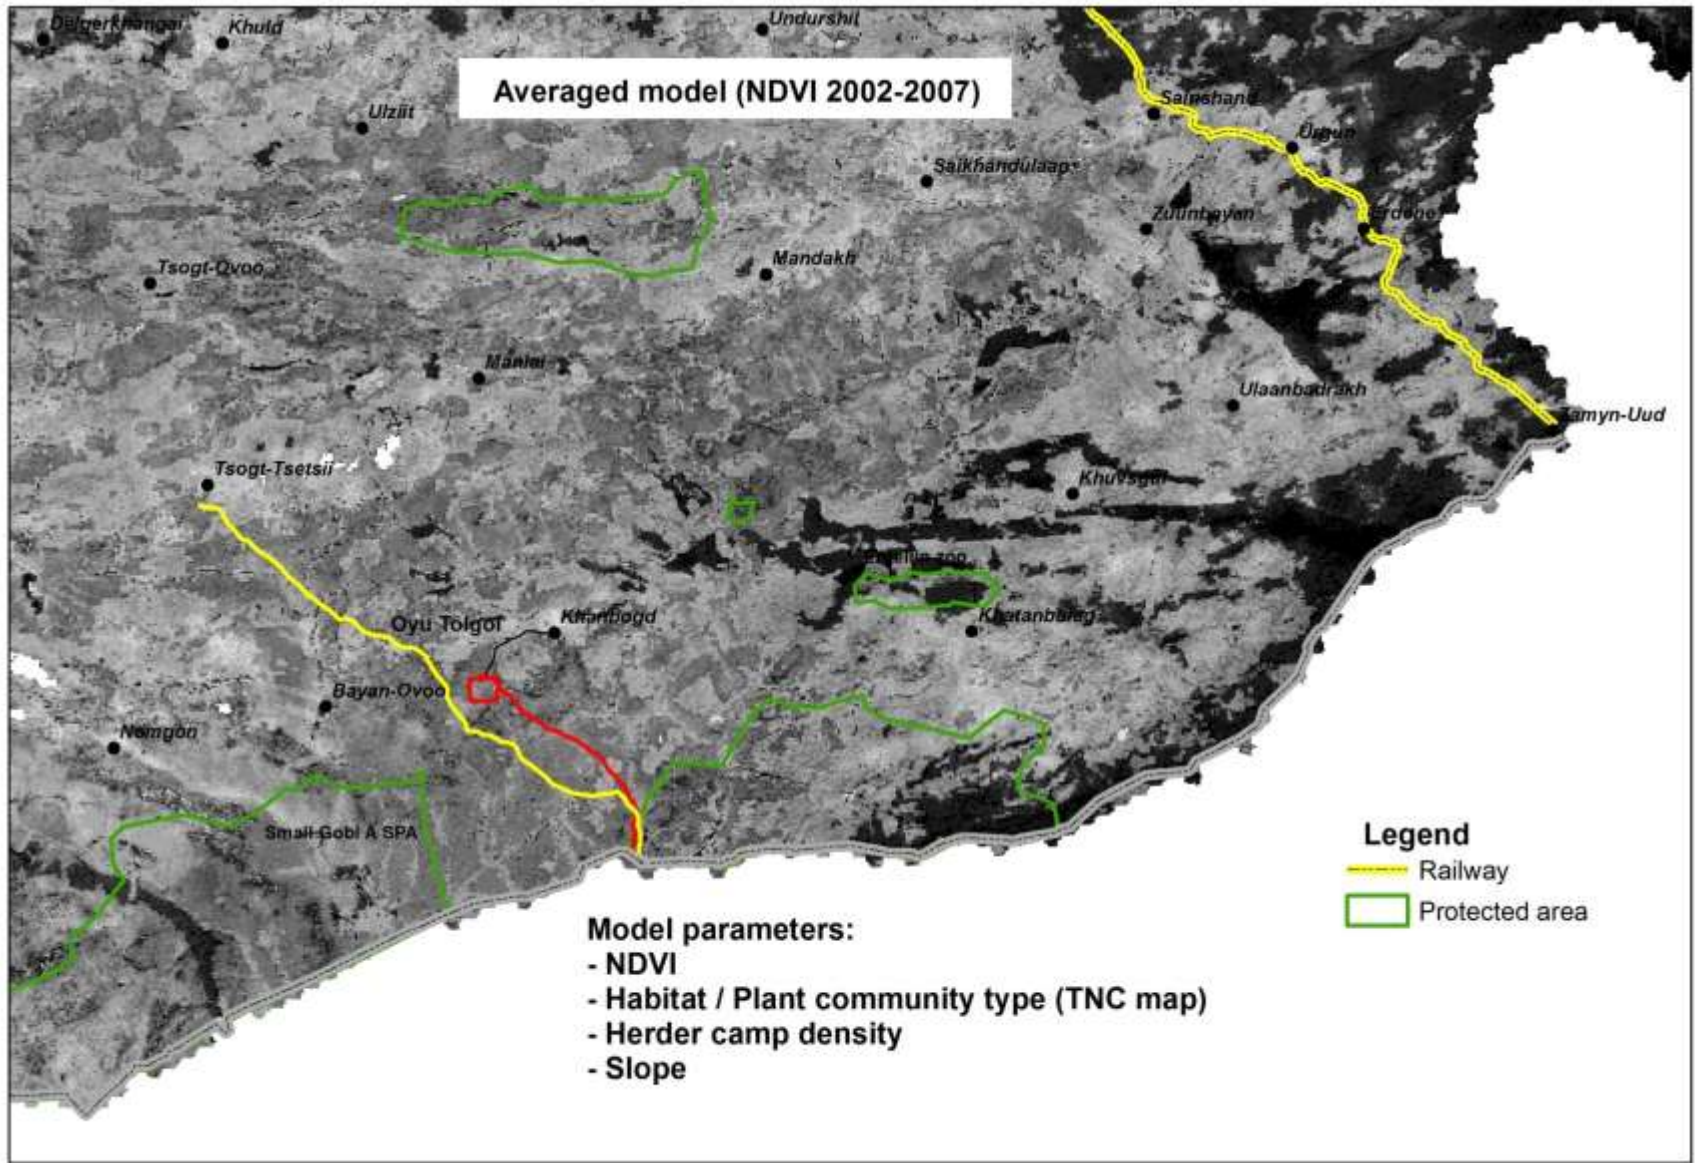 Delgerkhangai
Khuld
Undurshil
Averaged model (NDVI 2002-2007)
Ulziit
Sainshand
Urgun
Saikhandulaan
Zuunbayan
Erdene
Tsogt-Ovoo
Mandakh
Manlai
Ulaanbadrakh
Zamyn-Uud
Tsogt-Tsetsii
Khuvsgul
Oyu Tolgoi
Khanbogd
Khatanbulag
Bayan-Ovoo
Nomgon
Small Gobi A SPA
Legend
Railway
Protected area
Model parameters:
- NDVI
- Habitat / Plant community type (TNC map)
- Herder camp density
- Slope